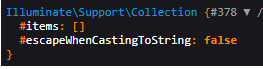 Illuminate\Support\Collection {#378 ▼ /
#items: []
#escapeWhenCastingToString: false
}